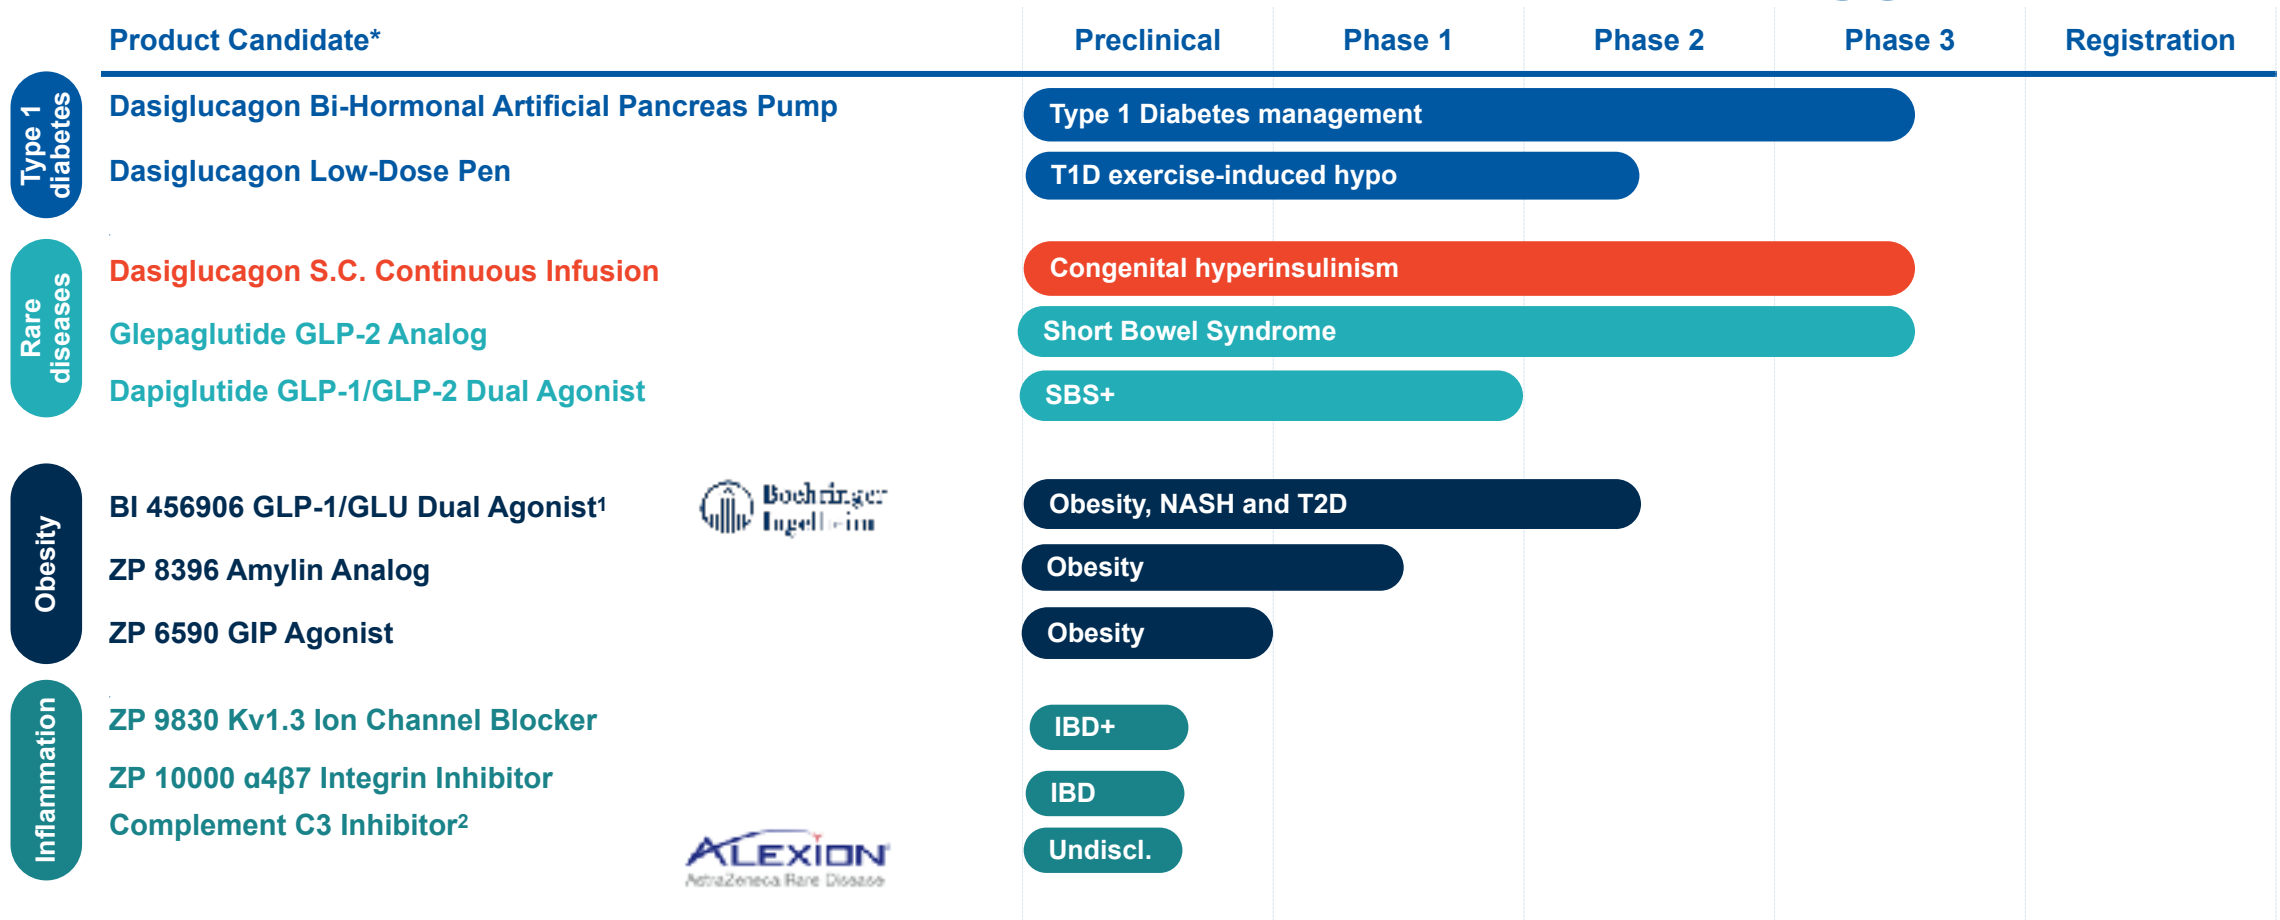 Product Candidate* Preclinical Phase 1 Phase 2 Phase 3 Registration
Type 1
diabetes
Dasiglucagon Bi-Hormonal Artificial Pancreas Pump Type 1 Diabetes management
Dasiglucagon Low-Dose Pen T1D exercise-induced hypo
Rare
diseases
Dasiglucagon S.C. Continuous Infusion Congenital hyperinsulinism
Glepaglutide GLP-2 Analog Short Bowel Syndrome
Dapiglutide GLP-1/GLP-2 Dual Agonist SBS+
Obesity
BI 456906 GLP-1/GLU Dual Agonist¹ Boehringer
Ingelheim
Obesity, NASH and T2D
ZP 8396 Amylin Analog Obesity
ZP 6590 GIP Agonist Obesity
Inflammation
ZP 9830 Kv1.3 Ion Channel Blocker IBD+
ZP 10000 α4β7 Integrin Inhibitor IBD
Complement C3 Inhibitor² Undiscl.
ALEXION
AstraZeneca Rare Disease